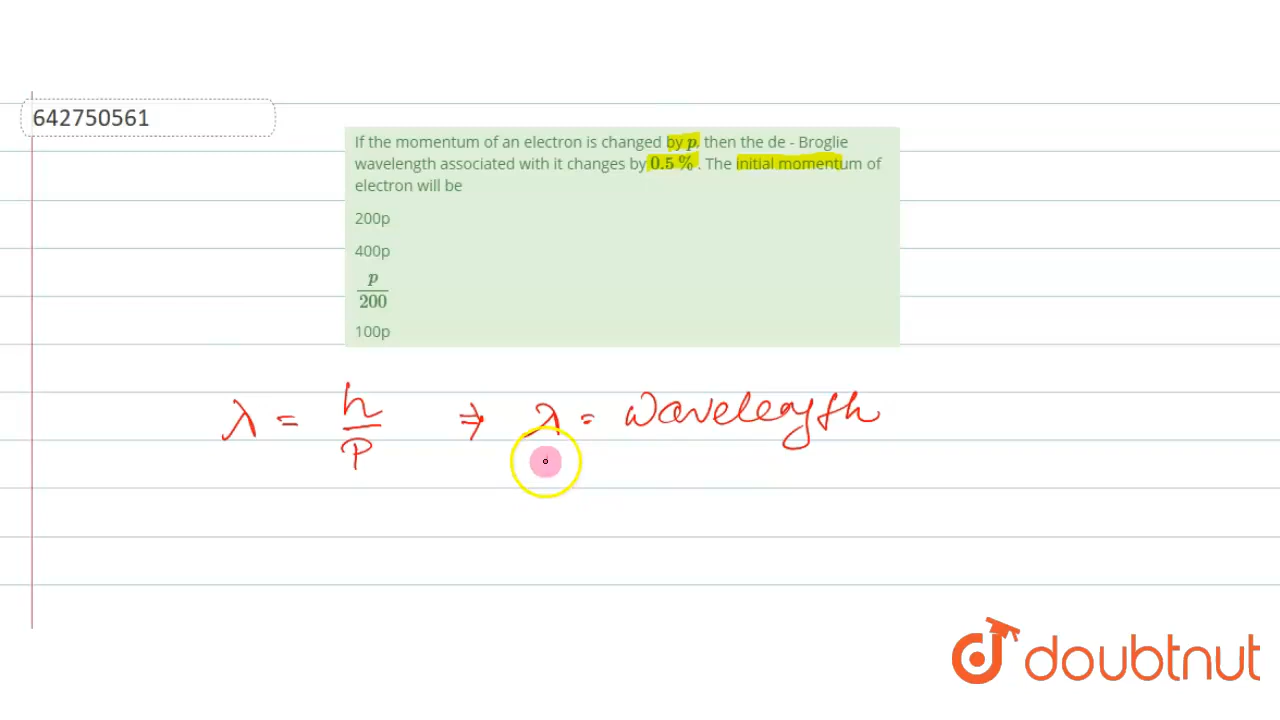 642750561
If the momentum of an electron is changed by p. then the de - Broglie
wavelength associated with it changes by 0.5 % . The initial momentum of
electron will be
200p
400p
p
200
100p
λ = h/P ⇒ λ = Wavelength
doubtnut